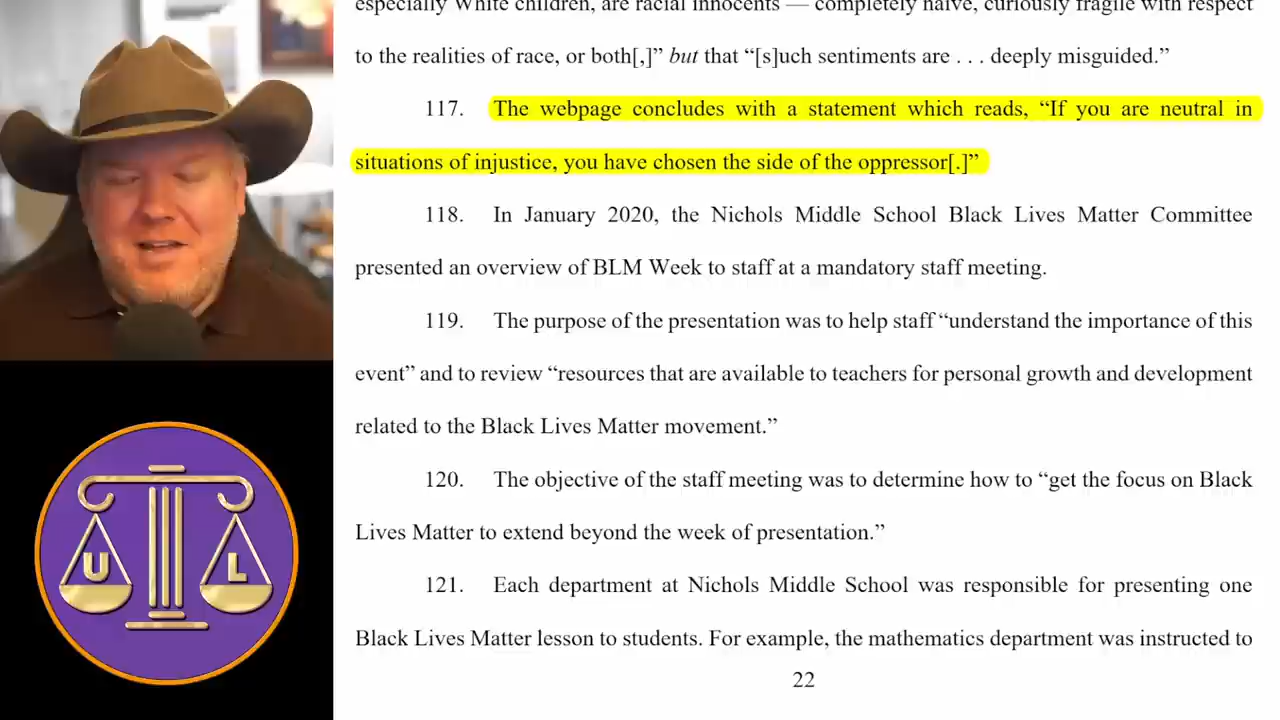 especially White children, are racial innocents — completely naive, curiously fragile with respect
to the realities of race, or both[,]” but that “[s]uch sentiments are . . . deeply misguided.”
117. The webpage concludes with a statement which reads, “If you are neutral in
situations of injustice, you have chosen the side of the oppressor[.]”
118. In January 2020, the Nichols Middle School Black Lives Matter Committee
presented an overview of BLM Week to staff at a mandatory staff meeting.
119. The purpose of the presentation was to help staff “understand the importance of this
event” and to review “resources that are available to teachers for personal growth and development
related to the Black Lives Matter movement.”
120. The objective of the staff meeting was to determine how to “get the focus on Black
Lives Matter to extend beyond the week of presentation.”
121. Each department at Nichols Middle School was responsible for presenting one
Black Lives Matter lesson to students. For example, the mathematics department was instructed to
22
U L